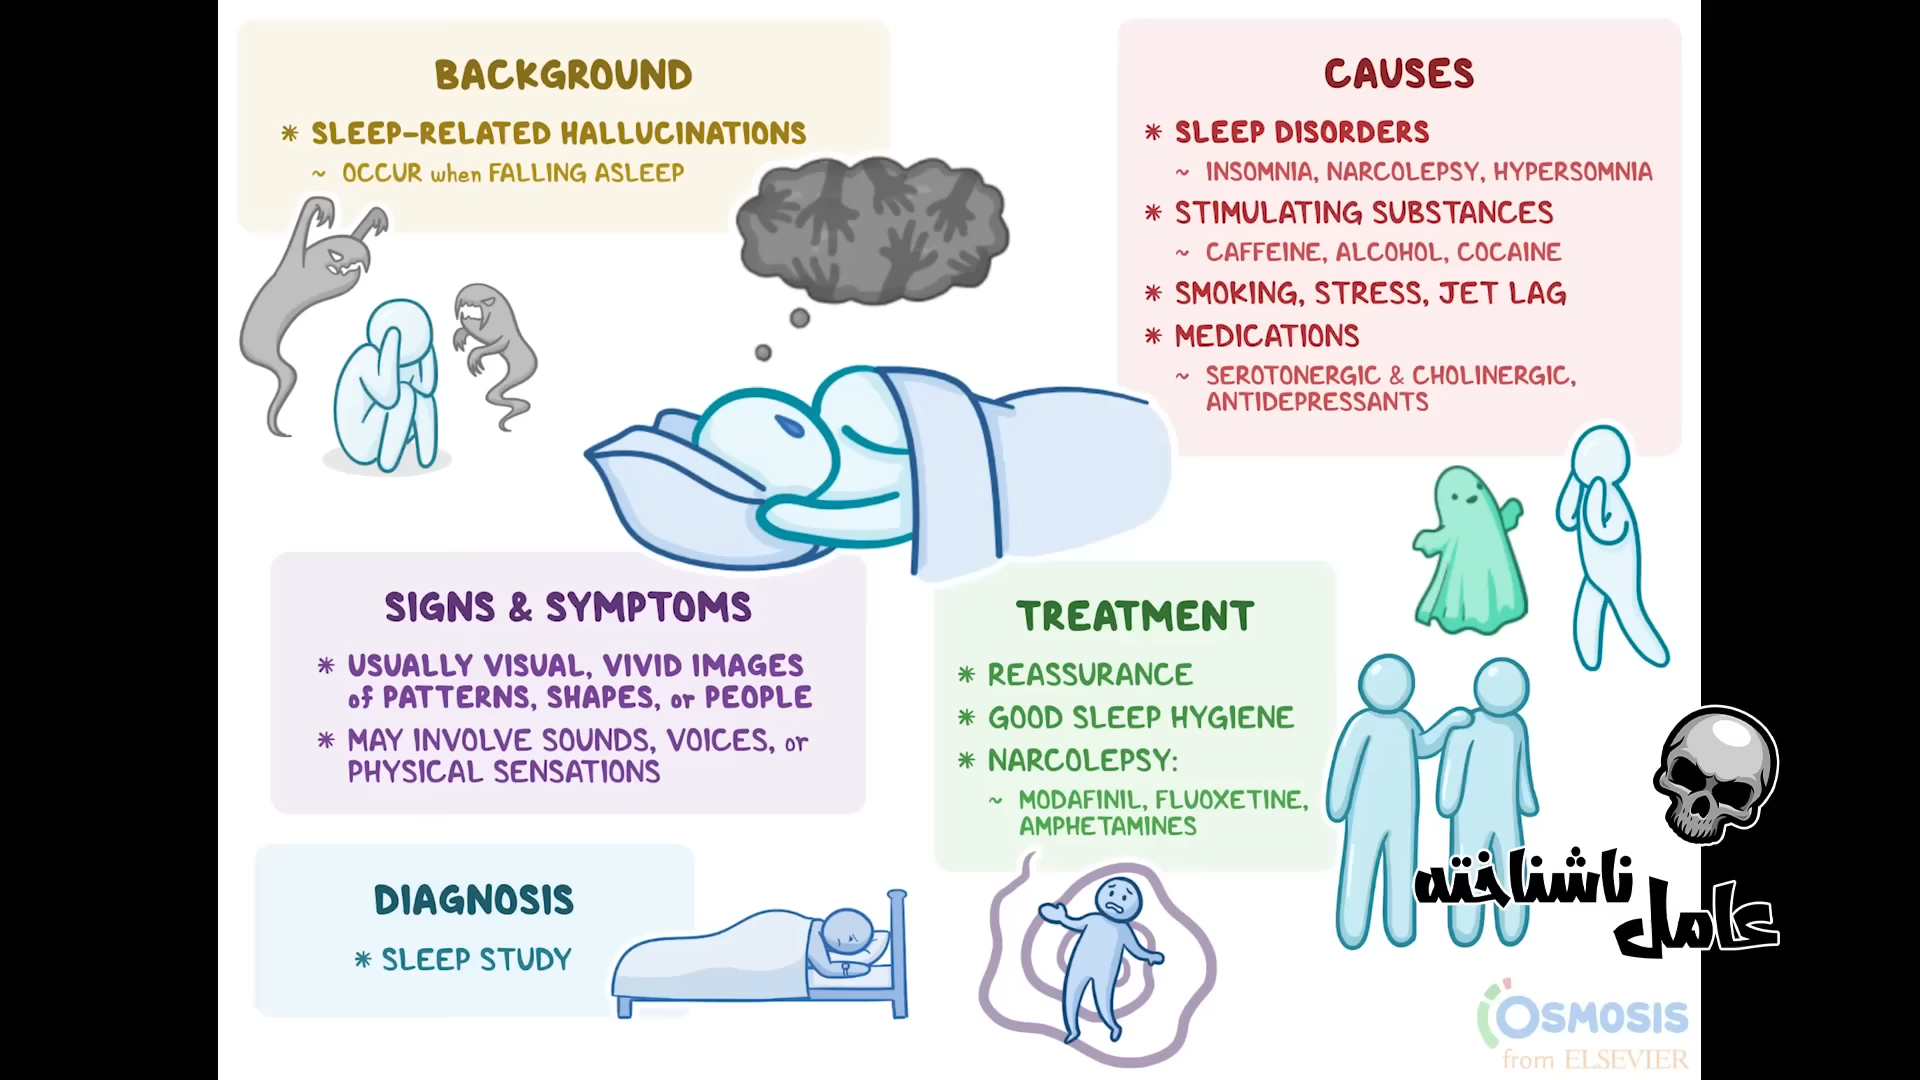 BACKGROUND
* SLEEP-RELATED HALLUCINATIONS
~ OCCUR when FALLING ASLEEP
CAUSES
* SLEEP DISORDERS
~ INSOMNIA, NARCOLEPSY, HYPERSOMNIA
* STIMULATING SUBSTANCES
~ CAFFEINE, ALCOHOL, COCAINE
* SMOKING, STRESS, JET LAG
* MEDICATIONS
~ SEROTONERGIC & CHOLINERGIC,
ANTIDEPRESSANTS
SIGNS & SYMPTOMS
* USUALLY VISUAL, VIVID IMAGES
of PATTERNS, SHAPES, or PEOPLE
* MAY INVOLVE SOUNDS, VOICES, or
PHYSICAL SENSATIONS
TREATMENT
* REASSURANCE
* GOOD SLEEP HYGIENE
* NARCOLEPSY:
~ MODAFINIL, FLUOXETINE,
AMPHETAMINES
DIAGNOSIS
* SLEEP STUDY
عامل ناشناخته
OSMOSIS
from ELSEVIER